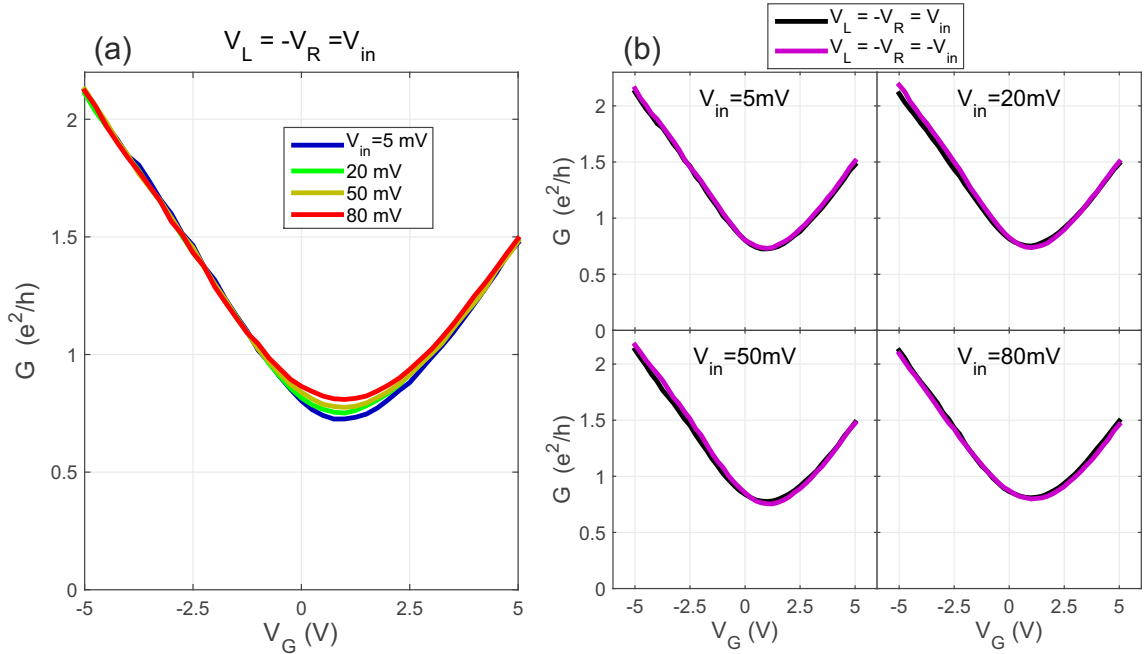 (a)
V_L = -V_R =V_in
2
1.5
1
0.5
0
G (e^2/h)
V_in=5 mV
20 mV
50 mV
80 mV
-5
-2.5
0
2.5
5
V_G (V)
(b)
V_L = -V_R = V_in
V_L = -V_R = -V_in
V_in=5mV
V_in=20mV
2
1.5
1
0.5
0
G (e^2/h)
V_in=50mV
V_in=80mV
2
1.5
1
0.5
0
G (e^2/h)
-5
-2.5
0
2.5
5
-5
-2.5
0
2.5
5
V_G (V)
V_G (V)